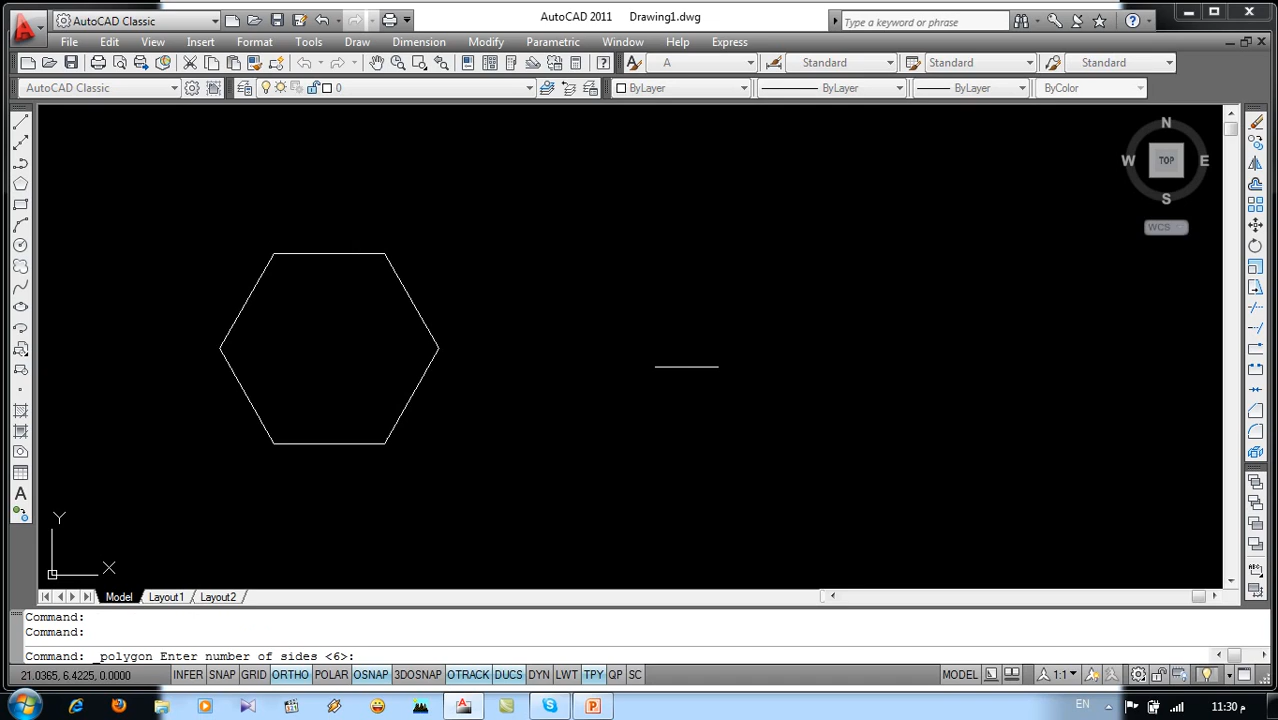 AutoCAD Classic
AutoCAD 2011 Drawing1.dwg
Type a keyword or phrase
File Edit View Insert Format Tools Draw Dimension Modify Parametric Window Help Express
A Standard Standard Standard
AutoCAD Classic 0 ByLayer ByLayer ByLayer ByColor
N
W TOP E
S
WCS
Y
X
Model Layout1 Layout2
Command:
Command:
Command: _polygon Enter number of sides <6>:
21.0365, 6.4225, 0.0000 INFER SNAP GRID ORTHO POLAR OSNAP 3DOSNAP OTRACK DUCS DYN LWT TPY QP SC MODEL 1:1
EN 11:30 م